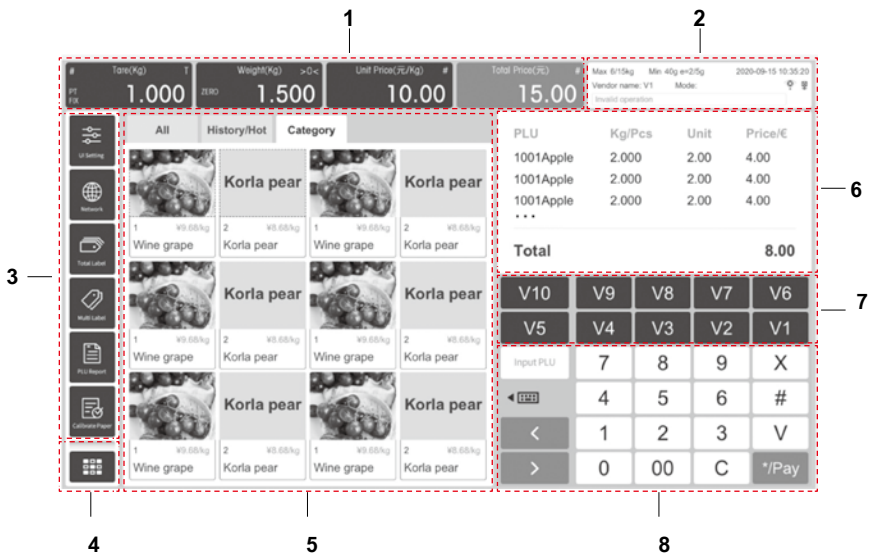 1
2
# Tare(Kg) T
PT
FIX
1.000
Weight(Kg) >0<
ZERO 1.500
Unit Price(元/Kg) #
10.00
Total Price(元) #
15.00
Max 6/15kg Min 40g e=2/5g 2020-09-15 10:35:20
Vendor name: V1 Mode:
Invalid operation
3
UI Setting
Network
Total Label
Multi Label
PLU Report
Calibrate Paper
4
All History/Hot Category
Korla pear Korla pear
1 ¥9.68/kg 2 ¥8.68/kg 1 ¥9.68/kg 2 ¥8.68/kg
Wine grape Korla pear Wine grape Korla pear
Korla pear Korla pear
1 ¥9.68/kg 2 ¥8.68/kg 1 ¥9.68/kg 2 ¥8.68/kg
Wine grape Korla pear Wine grape Korla pear
Korla pear Korla pear
1 ¥9.68/kg 2 ¥8.68/kg 1 ¥9.68/kg 2 ¥8.68/kg
Wine grape Korla pear Wine grape Korla pear
5
PLU Kg/Pcs Unit Price/€
1001Apple 2.000 2.00 4.00
1001Apple 2.000 2.00 4.00
1001Apple 2.000 2.00 4.00
• • •
Total 8.00
6
V10 V9 V8 V7 V6
V5 V4 V3 V2 V1
7
Input PLU 7 8 9 X
4 5 6 #
< 1 2 3 V
> 0 00 C */Pay
8